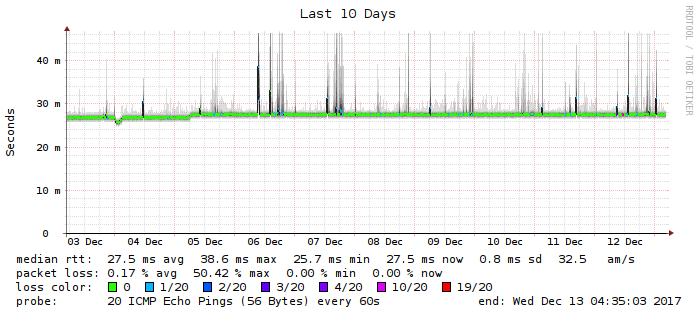 Last 10 Days
RRDTOOL / TOBI OETIKER
Seconds
40 m
30 m
20 m
10 m
0
03 Dec 04 Dec 05 Dec 06 Dec 07 Dec 08 Dec 09 Dec 10 Dec 11 Dec 12 Dec
median rtt: 27.5 ms avg 38.6 ms max 25.7 ms min 27.5 ms now 0.8 ms sd 32.5 am/s
packet loss: 0.17 % avg 50.42 % max 0.00 % min 0.00 % now
loss color: 0 1/20 2/20 3/20 4/20 10/20 19/20
probe: 20 ICMP Echo Pings (56 Bytes) every 60s end: Wed Dec 13 04:35:03 2017